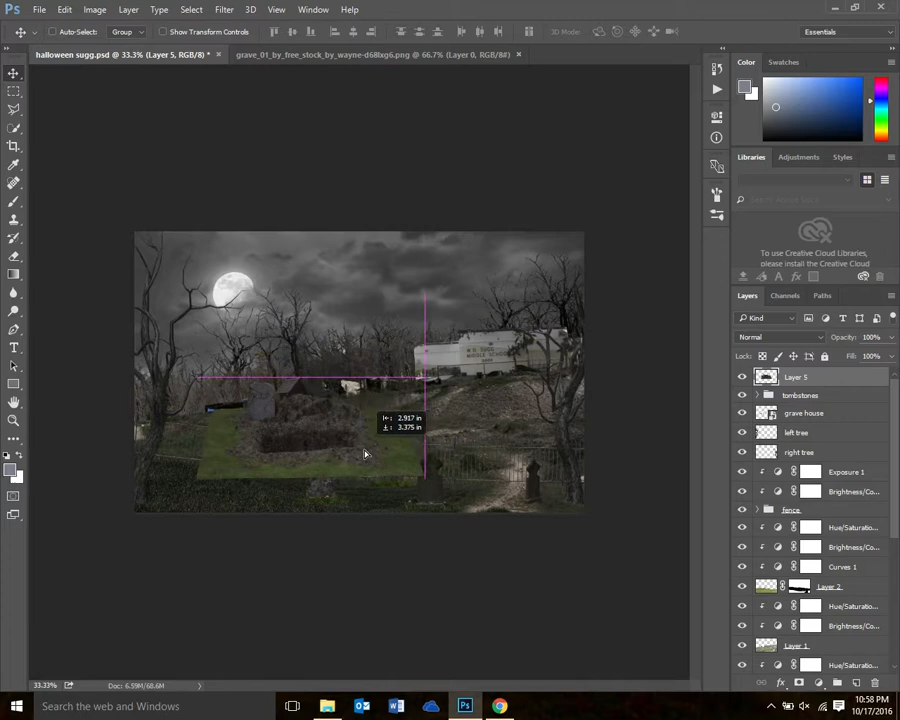 Ps File Edit Image Layer Type Select Filter 3D View Window Help
Auto-Select: Group Show Transform Controls 3D Mode: Essentials
halloween sugg.psd @ 33.3% (Layer 5, RGB/8) * × grave_01_by_free_stock_by_wayne-d68lxg6.png @ 66.7% (Layer 0, RGB/8#) ×
Color Swatches
Libraries Adjustments Styles
To use Creative Cloud Libraries,
please install the Creative Cloud
Layers Channels Paths
Kind
Normal Opacity: 100%
Lock: Fill: 100%
Layer 5
tombstones
grave house
left tree
right tree
Exposure 1
Brightness/Co...
fence
Hue/Saturatio...
Brightness/Co...
Curves 1
Layer 2
Hue/Saturatio...
Brightness/Co...
Layer 1
Hue/Saturatio...
MIDDLE SCHOOL
2.917 in
3.375 in
33.33% Doc: 6.59M/68.6M
Search Windows 10:58 PM
10/17/2016